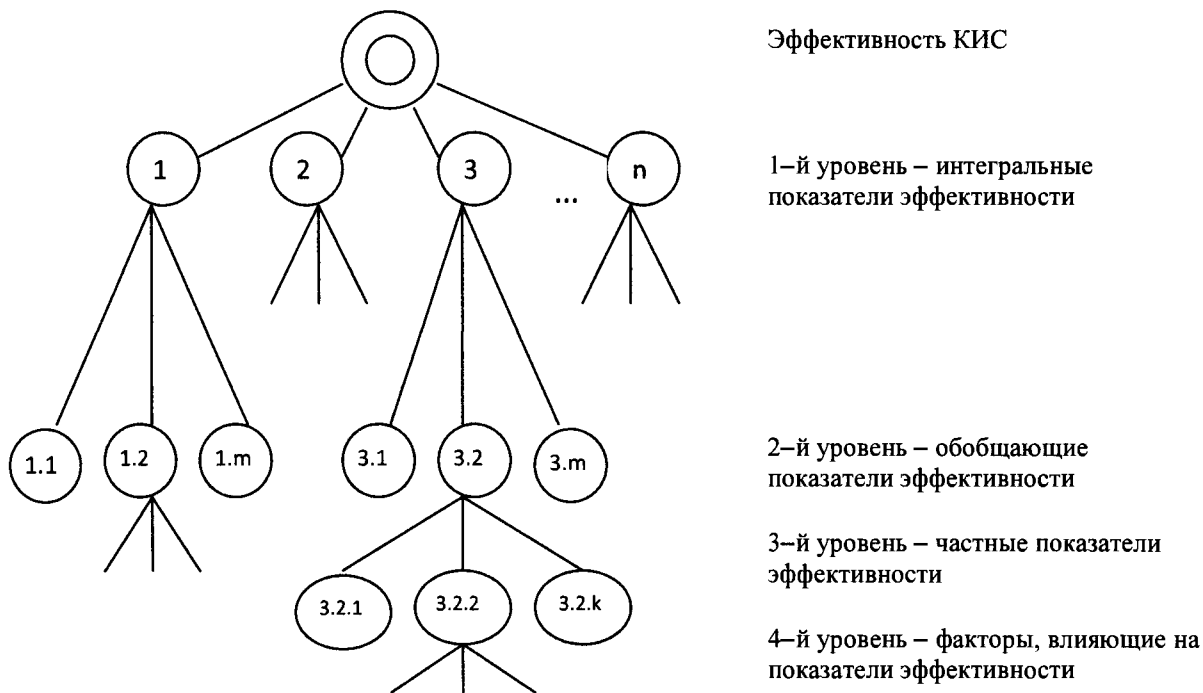 Эффективность КИС
1
2
3
...
n
1–й уровень – интегральные
показатели эффективности
1.1
1.2
1.m
3.1
3.2
3.m
2–й уровень – обобщающие
показатели эффективности
3–й уровень – частные показатели
эффективности
3.2.1
3.2.2
3.2.k
4–й уровень – факторы, влияющие на
показатели эффективности